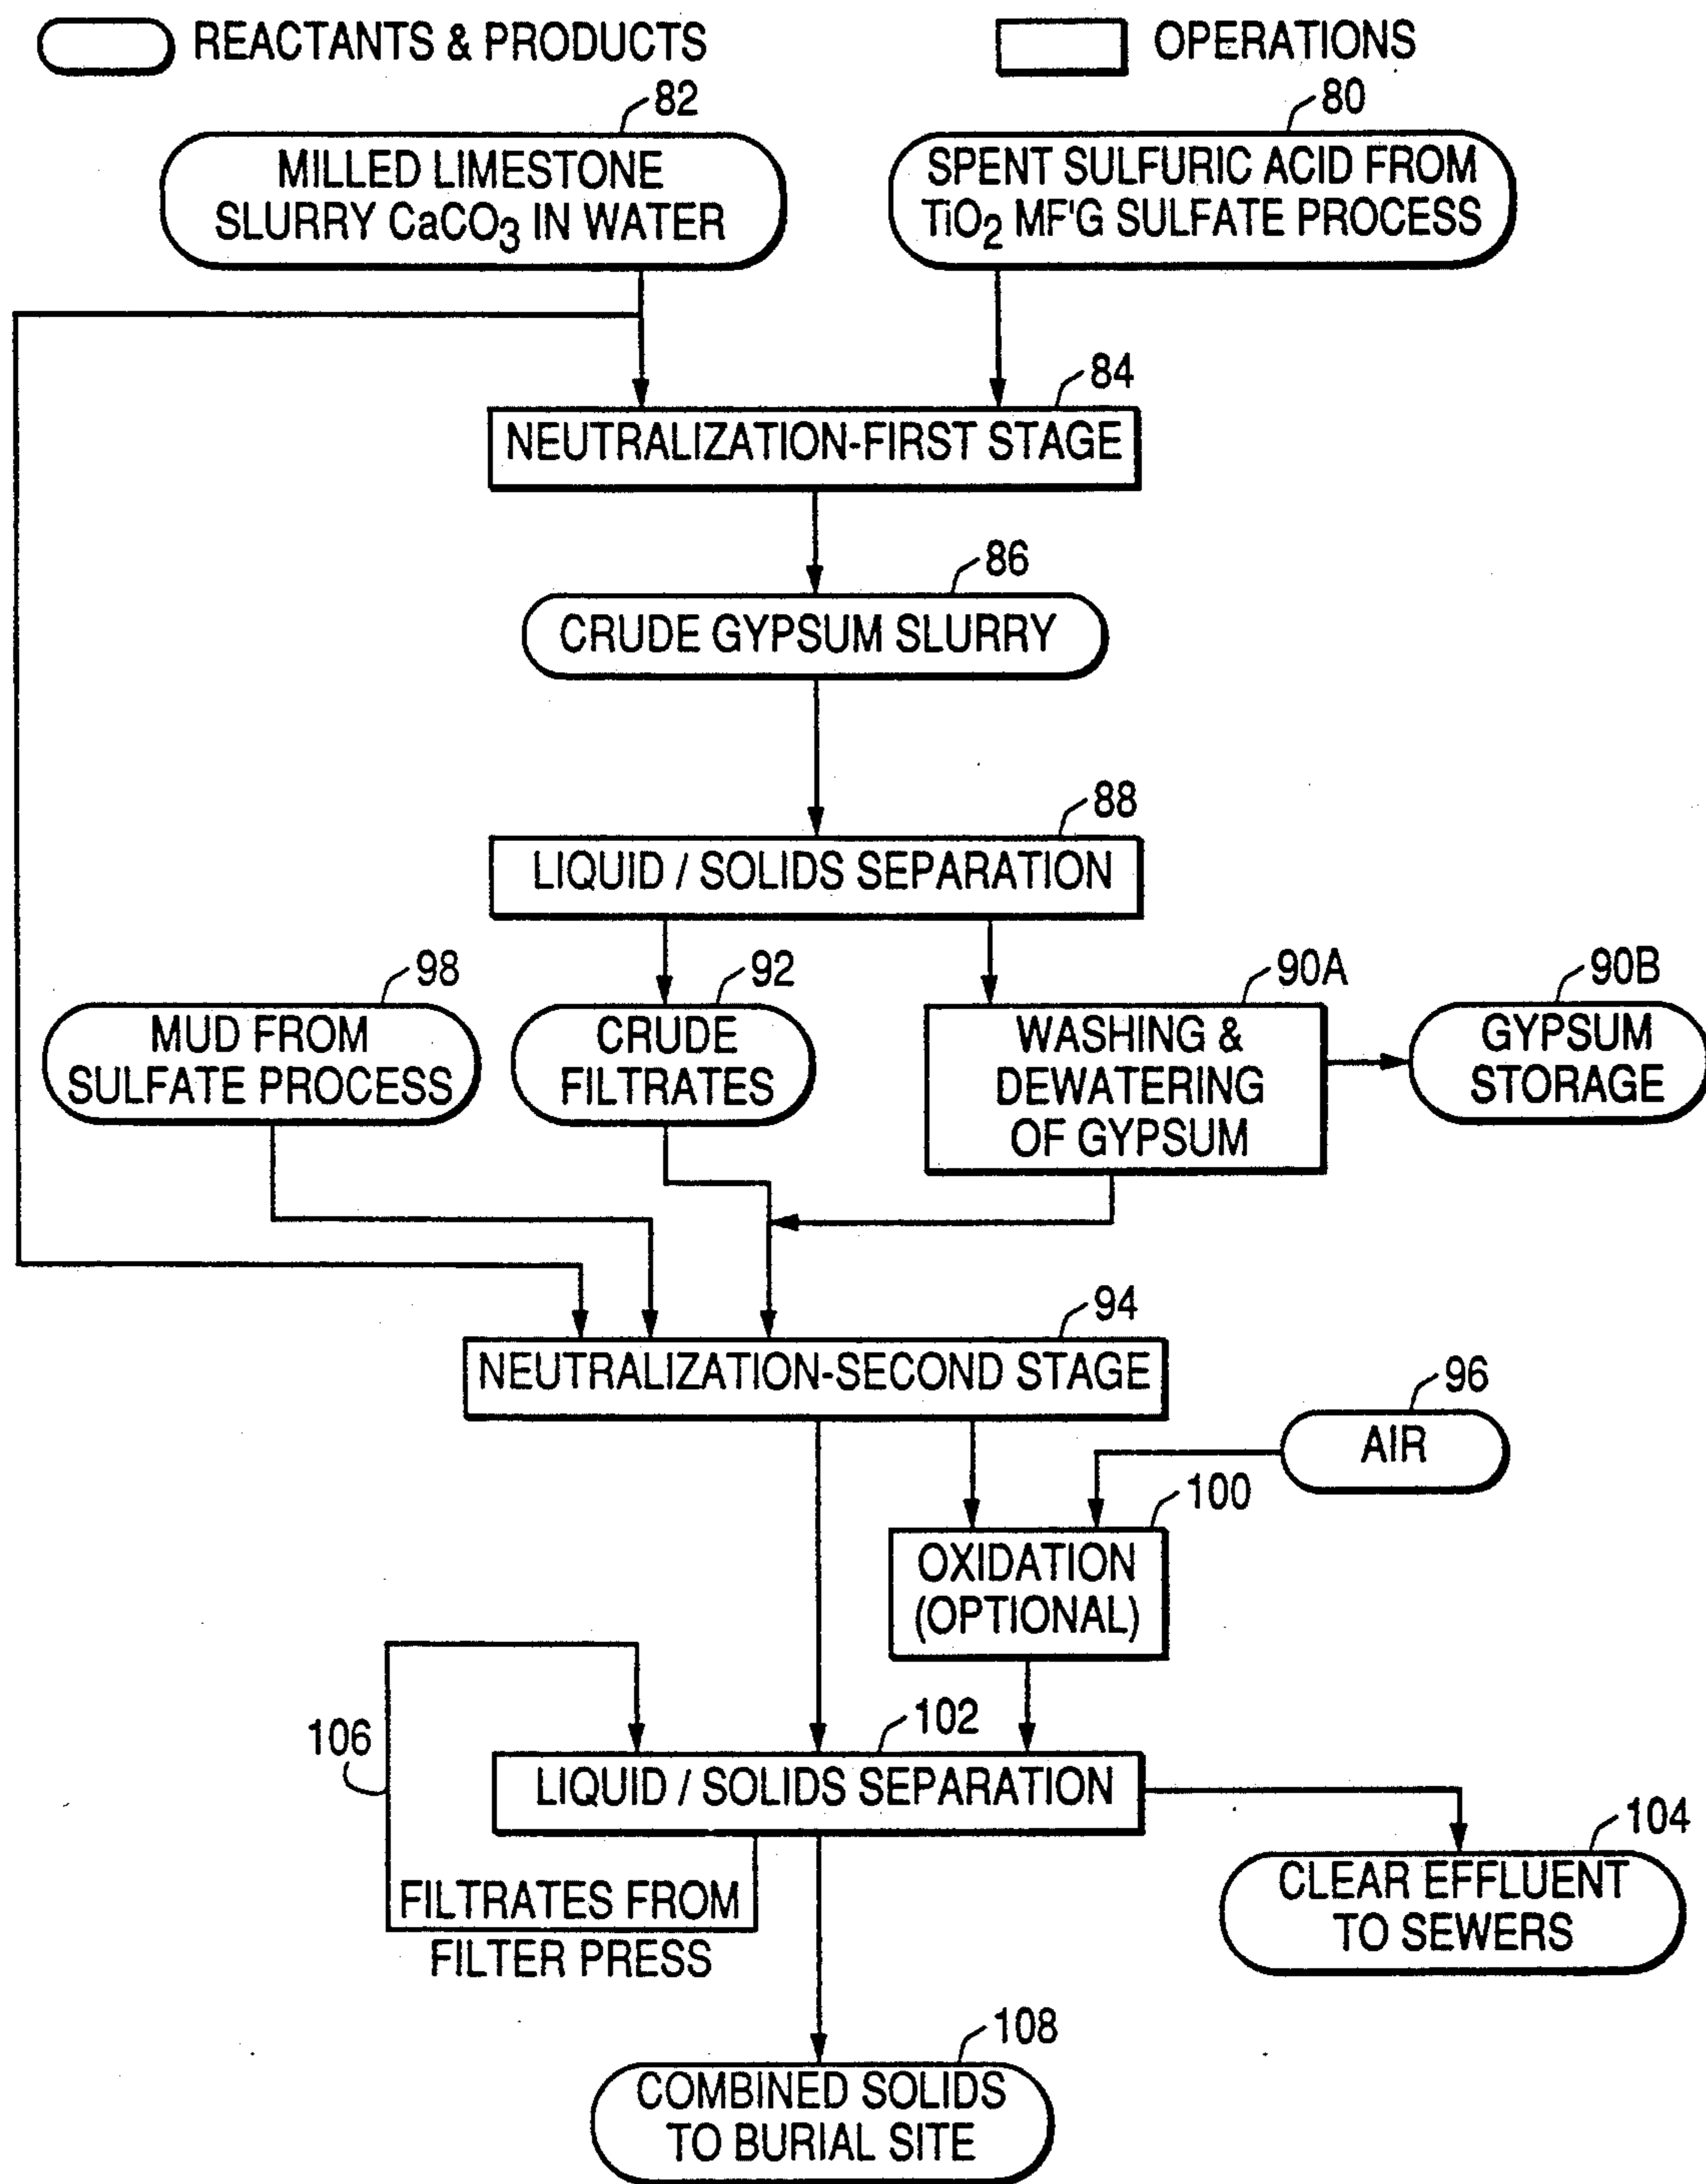 REACTANTS & PRODUCTS
OPERATIONS
82
80
MILLED LIMESTONE
SLURRY CaCO₃ IN WATER
SPENT SULFURIC ACID FROM
TiO₂ MF'G SULFATE PROCESS
84
NEUTRALIZATION-FIRST STAGE
86
CRUDE GYPSUM SLURRY
88
LIQUID / SOLIDS SEPARATION
98
92
90A
90B
MUD FROM
SULFATE PROCESS
CRUDE
FILTRATES
WASHING &
DEWATERING
OF GYPSUM
GYPSUM
STORAGE
94
NEUTRALIZATION-SECOND STAGE
96
AIR
100
OXIDATION
(OPTIONAL)
106
102
LIQUID / SOLIDS SEPARATION
104
FILTRATES FROM
FILTER PRESS
CLEAR EFFLUENT
TO SEWERS
108
COMBINED SOLIDS
TO BURIAL SITE